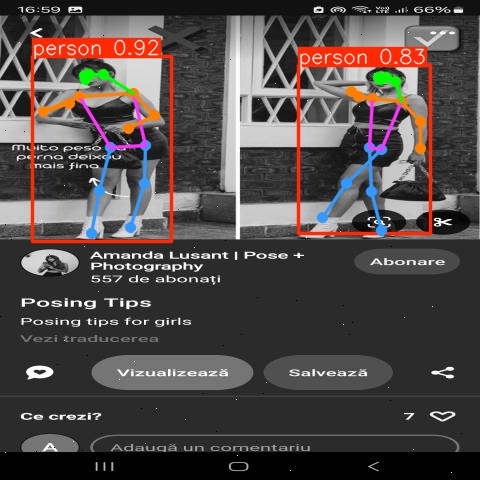 16:59
66%
person 0.92
person 0.83
Muito peso na
perna deixou
mais fina
Amanda Lusant | Pose +
Photography
557 de abonați
Abonare
Posing Tips
Posing tips for girls
Vezi traducerea
Vizualizează
Salvează
Ce crezi?
7
A
Adaugă un comentariu